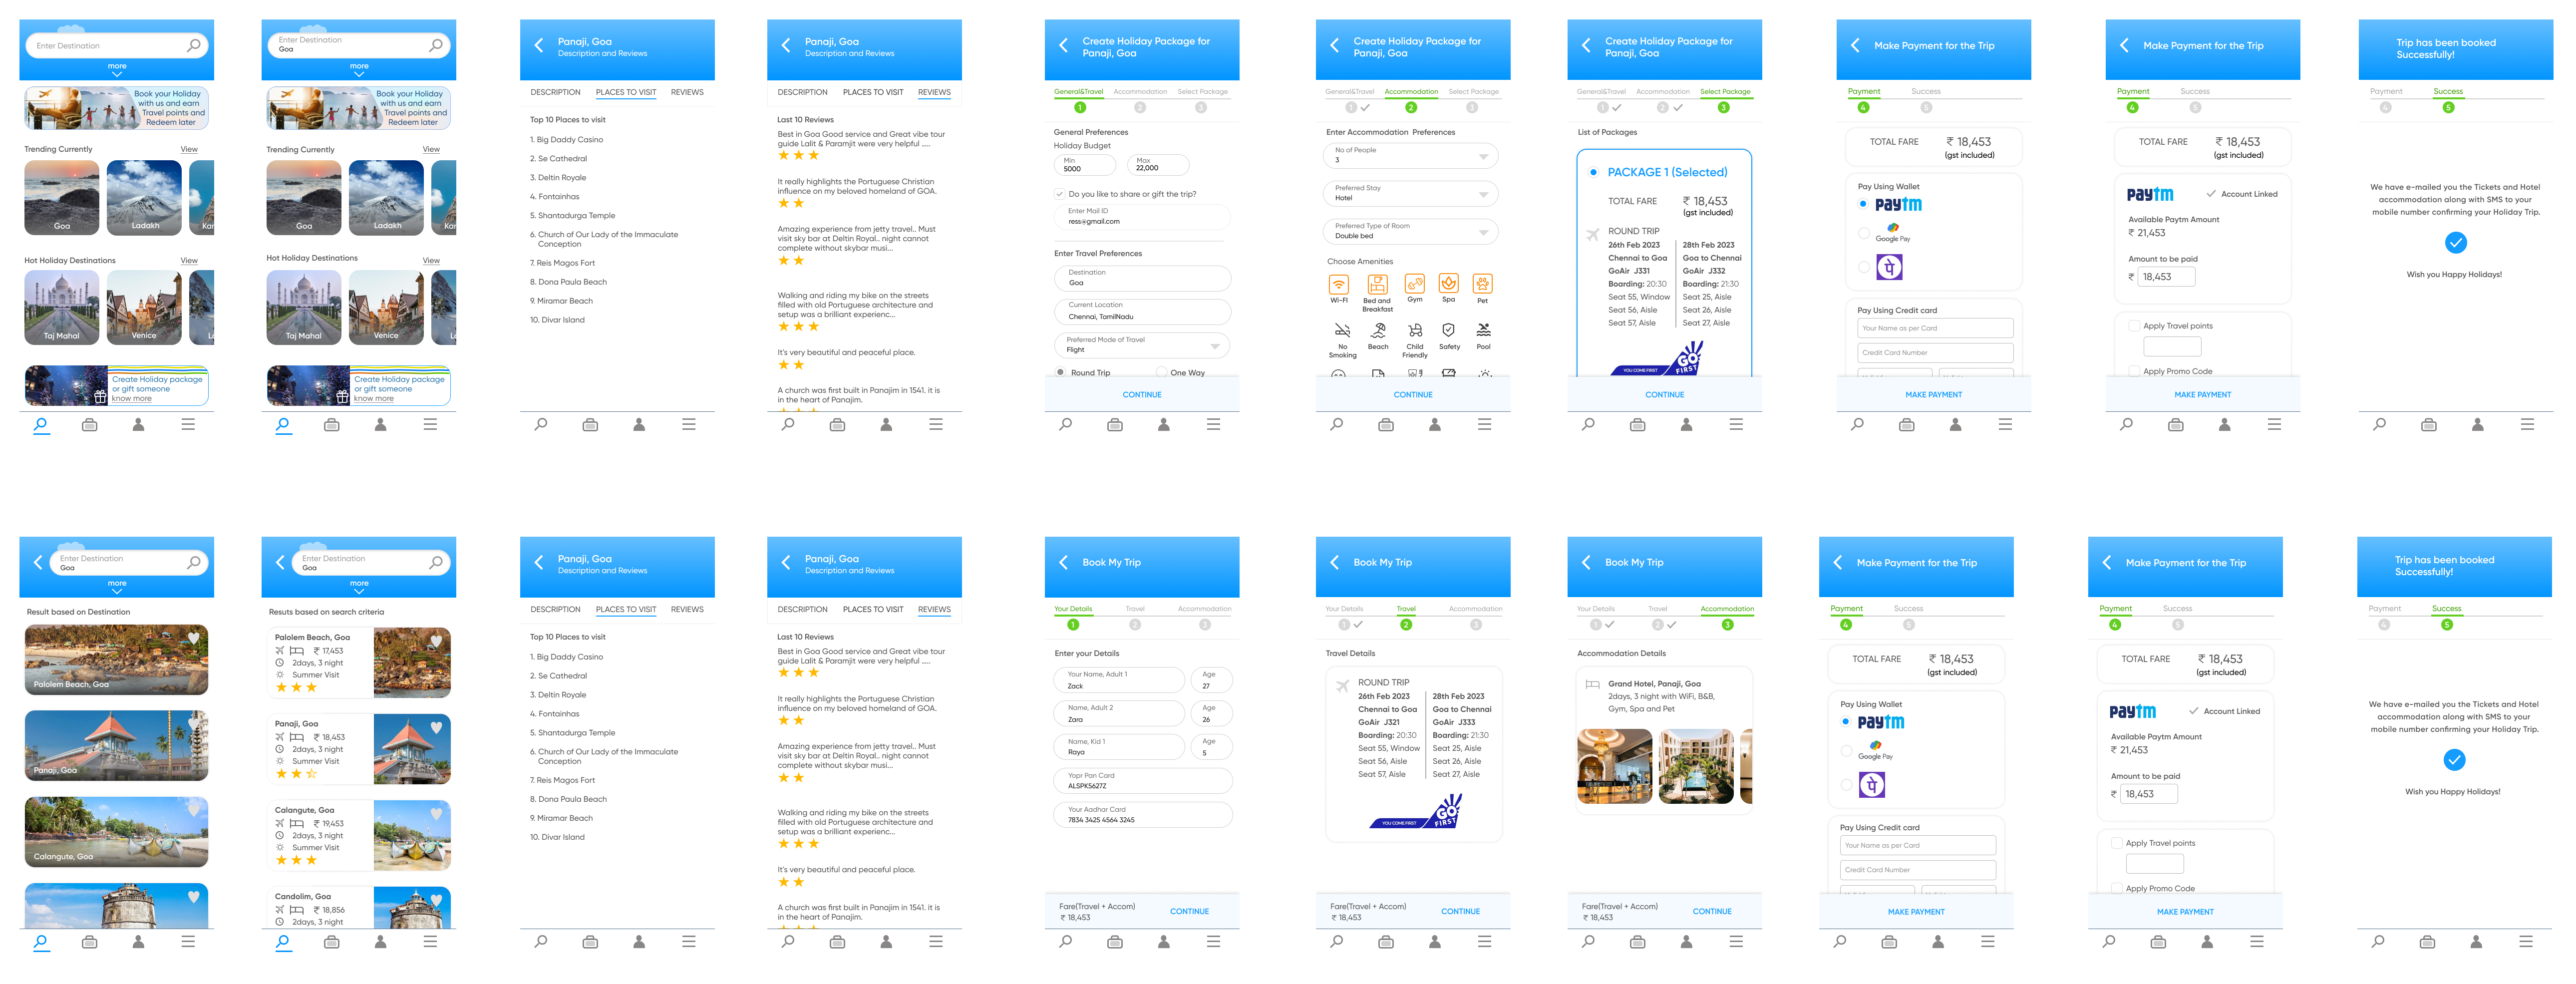 Enter Destination
more
Book your Holiday
with us and earn
Travel points and
Redeem later
Trending Currently
View
Goa
Ladakh
Hot Holiday Destinations
View
Taj Mahal
Venice
Create Holiday package
or gift someone
know more
Enter Destination
Goa
more
Book your Holiday
with us and earn
Travel points and
Redeem later
Trending Currently
View
Goa
Ladakh
Hot Holiday Destinations
View
Taj Mahal
Venice
Create Holiday package
or gift someone
know more
Panaji, Goa
Description and Reviews
DESCRIPTION PLACES TO VISIT REVIEWS
Top 10 Places to visit
1. Big Daddy Casino
2. Se Cathedral
3. Deltin Royale
4. Fontainhas
5. Shantadurga Temple
6. Church of Our Lady of the Immaculate
Conception
7. Reis Magos Fort
8. Dona Paula Beach
9. Miramar Beach
10. Divar Island
Panaji, Goa
Description and Reviews
DESCRIPTION PLACES TO VISIT REVIEWS
Last 10 Reviews
Best in Goa Good service and Great vibe tour
guide Lalit & Paramjit were very helpful .....
It really highlights the Portuguese Christian
influence on my beloved homeland of GOA.
Amazing experience from jetty travel.. Must
visit sky bar at Deltin Royal.. night cannot
complete without skybar musi...
Walking and riding my bike on the streets
filled with old Portuguese architecture and
setup was a brilliant experienc...
It's very beautiful and peaceful place.
A church was first built in Panajim in 1541. it is
in the heart of Panajim.
Create Holiday Package for
Panaji, Goa
General&Travel Accommodation Select Package
1 2 3
General Preferences
Holiday Budget
Min
5000
Max
22,000
Do you like to share or gift the trip?
Enter Mail ID
ress@gmail.com
Enter Travel Preferences
Destination
Goa
Current Location
Chennai, TamilNadu
Preferred Mode of Travel
Flight
Round Trip One Way
CONTINUE
Create Holiday Package for
Panaji, Goa
General&Travel Accommodation Select Package
1 2 3
Enter Accommodation Preferences
No of People
3
Preferred Stay
Hotel
Preferred Type of Room
Double bed
Choose Amenities
Wi-FI Bed and Gym Spa Pet
Breakfast
No Beach Child Safety Pool
Smoking Friendly
CONTINUE
Create Holiday Package for
Panaji, Goa
General&Travel Accommodation Select Package
1 2 3
List of Packages
PACKAGE 1 (Selected)
TOTAL FARE ₹ 18,453
(gst included)
ROUND TRIP
26th Feb 2023 28th Feb 2023
Chennai to Goa Goa to Chennai
GoAir J331 GoAir J332
Boarding: 20:30 Boarding: 21:30
Seat 55, Window Seat 25, Aisle
Seat 56, Aisle Seat 26, Aisle
Seat 57, Aisle Seat 27, Aisle
YOU COME FIRST GO FIRST
CONTINUE
Make Payment for the Trip
Payment Success
4 5
TOTAL FARE ₹ 18,453
(gst included)
Pay Using Wallet
paytm
Google Pay
पे
Pay Using Credit card
Your Name as per Card
Credit Card Number
MAKE PAYMENT
Make Payment for the Trip
Payment Success
4 5
TOTAL FARE ₹ 18,453
(gst included)
paytm Account Linked
Available Paytm Amount
₹ 21,453
Amount to be paid
₹ 18,453
Apply Travel points
Apply Promo Code
MAKE PAYMENT
Trip has been booked
Successfully!
Payment Success
4 5
We have e-mailed you the Tickets and Hotel
accommodation along with SMS to your
mobile number confirming your Holiday Trip.
Wish you Happy Holidays!
Enter Destination
Goa
more
Result based on Destination
Palolem Beach, Goa
Panaji, Goa
Calangute, Goa
Enter Destination
Goa
more
Resuts based on search criteria
Palolem Beach, Goa
₹ 17,453
2days, 3 night
Summer Visit
Panaji, Goa
₹ 18,453
2days, 3 night
Summer Visit
Calangute, Goa
₹ 19,453
2days, 3 night
Summer Visit
Candolim, Goa
₹ 18,856
2days, 3 night
Panaji, Goa
Description and Reviews
DESCRIPTION PLACES TO VISIT REVIEWS
Top 10 Places to visit
1. Big Daddy Casino
2. Se Cathedral
3. Deltin Royale
4. Fontainhas
5. Shantadurga Temple
6. Church of Our Lady of the Immaculate
Conception
7. Reis Magos Fort
8. Dona Paula Beach
9. Miramar Beach
10. Divar Island
Panaji, Goa
Description and Reviews
DESCRIPTION PLACES TO VISIT REVIEWS
Last 10 Reviews
Best in Goa Good service and Great vibe tour
guide Lalit & Paramjit were very helpful .....
It really highlights the Portuguese Christian
influence on my beloved homeland of GOA.
Amazing experience from jetty travel.. Must
visit sky bar at Deltin Royal.. night cannot
complete without skybar musi...
Walking and riding my bike on the streets
filled with old Portuguese architecture and
setup was a brilliant experienc...
It's very beautiful and peaceful place.
A church was first built in Panajim in 1541. it is
in the heart of Panajim.
Book My Trip
Your Details Travel Accommodation
1 2 3
Enter your Details
Your Name, Adult 1
Zack
Age
27
Name, Adult 2
Zara
Age
26
Name, Kid 1
Raya
Age
5
Yopr Pan Card
ALSPK5627Z
Your Aadhar Card
7834 3425 4564 3245
Fare(Travel + Accom)
₹ 18,453
CONTINUE
Book My Trip
Your Details Travel Accommodation
1 2 3
Travel Details
ROUND TRIP
26th Feb 2023 28th Feb 2023
Chennai to Goa Goa to Chennai
GoAir J321 GoAir J333
Boarding: 20:30 Boarding: 21:30
Seat 55, Window Seat 25, Aisle
Seat 56, Aisle Seat 26, Aisle
Seat 57, Aisle Seat 27, Aisle
YOU COME FIRST GO FIRST
Fare(Travel + Accom)
₹ 18,453
CONTINUE
Book My Trip
Your Details Travel Accommodation
1 2 3
Accommodation Details
Grand Hotel, Panaji, Goa
2days, 3 night with WiFi, B&B,
Gym, Spa and Pet
Fare(Travel + Accom)
₹ 18,453
CONTINUE
Make Payment for the Trip
Payment Success
4 5
TOTAL FARE ₹ 18,453
(gst included)
Pay Using Wallet
paytm
Google Pay
पे
Pay Using Credit card
Your Name as per Card
Credit Card Number
MAKE PAYMENT
Make Payment for the Trip
Payment Success
4 5
TOTAL FARE ₹ 18,453
(gst included)
paytm Account Linked
Available Paytm Amount
₹ 21,453
Amount to be paid
₹ 18,453
Apply Travel points
Apply Promo Code
MAKE PAYMENT
Trip has been booked
Successfully!
Payment Success
4 5
We have e-mailed you the Tickets and Hotel
accommodation along with SMS to your
mobile number confirming your Holiday Trip.
Wish you Happy Holidays!